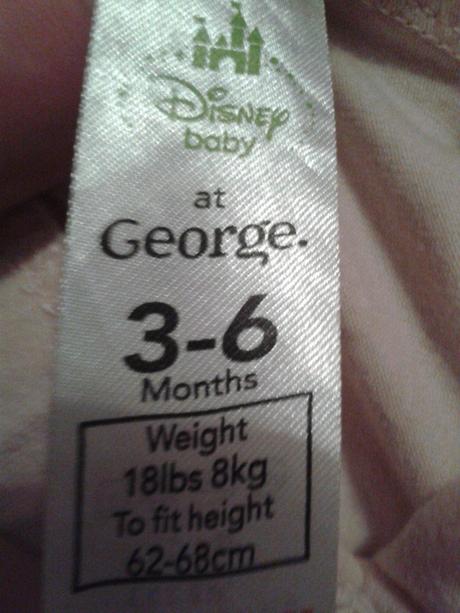 Disney
baby
at
George.
3-6
Months
Weight
18lbs 8kg
To fit height
62-68cm